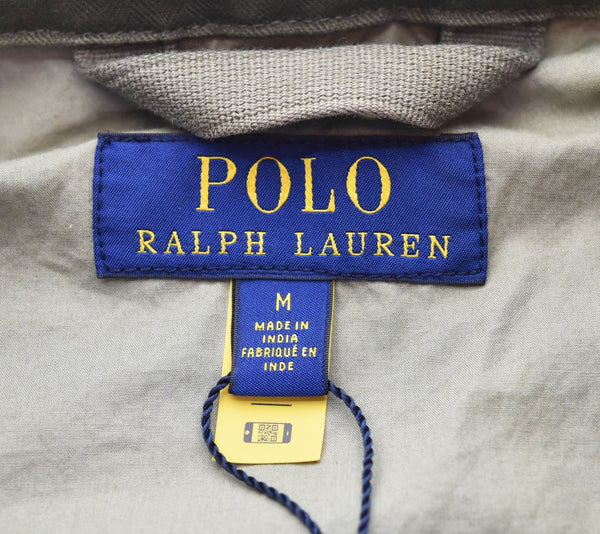 POLO
RALPH LAUREN
M
MADE IN
INDIA
FABRIQUÉ EN
INDE